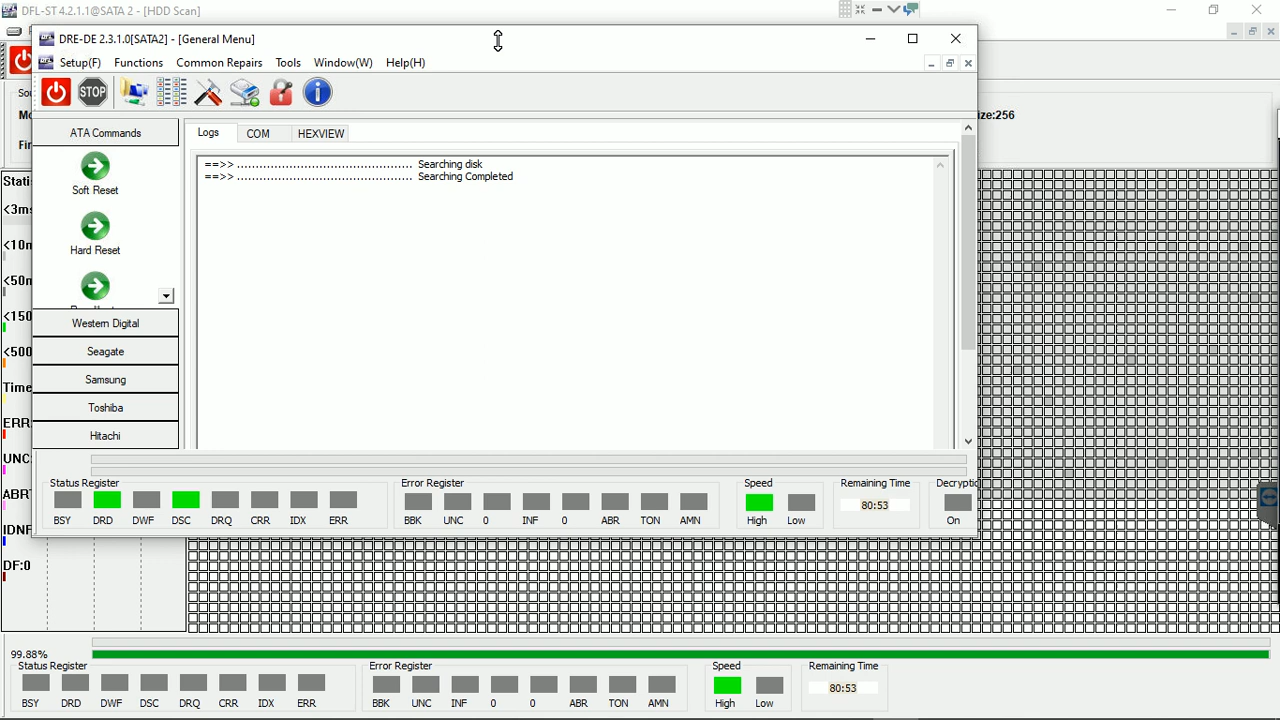 DFL-ST 4.2.1.1@SATA 2 - [HDD Scan]
DRE-DE 2.3.1.0[SATA2] - [General Menu]
Setup(F) Functions Common Repairs Tools Window(W) Help(H)
STOP
ATA Commands
Logs COM HEXVIEW
==>> ................................................ Searching disk
==>> ................................................ Searching Completed
Soft Reset
Hard Reset
Western Digital
Seagate
Samsung
Toshiba
Hitachi
Status Register
BSY DRD DWF DSC DRQ CRR IDX ERR
Error Register
BBK UNC 0 INF 0 ABR TON AMN
Speed
High Low
Remaining Time
80:53
On
ize:256
<3ms
<10m
<50m
<150
<500
Time
ERR
UNC
ABR
IDNF
DF:0
99.88%
Status Register
BSY DRD DWF DSC DRQ CRR IDX ERR
Error Register
BBK UNC INF 0 0 ABR TON AMN
Speed
High Low
Remaining Time
80:53